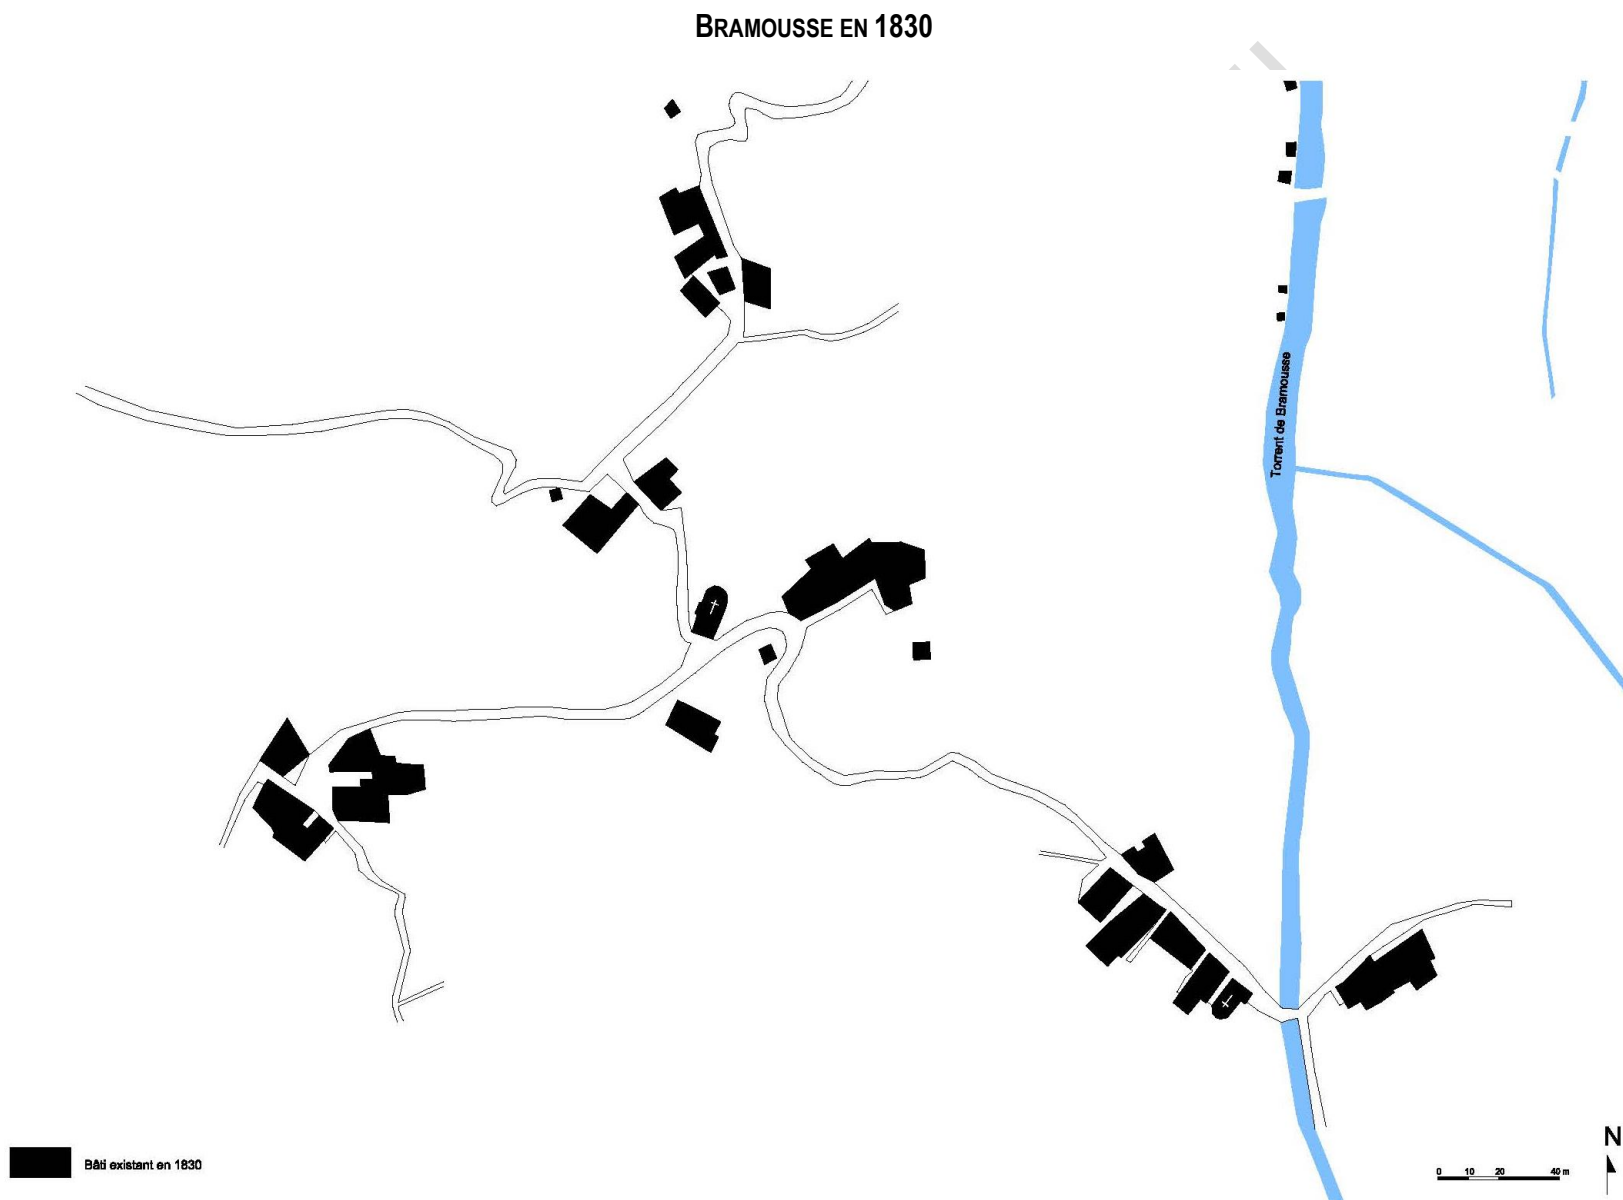 BRAMOUSSE EN 1830
Torrent de Bramousse
N
Bâti existant en 1830
0 10 20 40 m